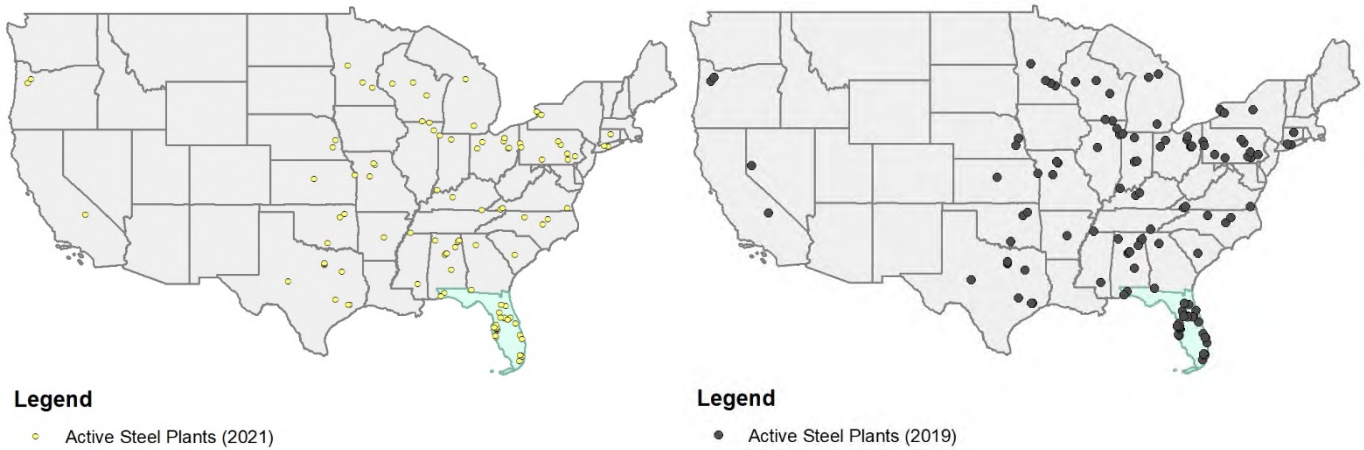 Legend
Active Steel Plants (2021)
Legend
Active Steel Plants (2019)